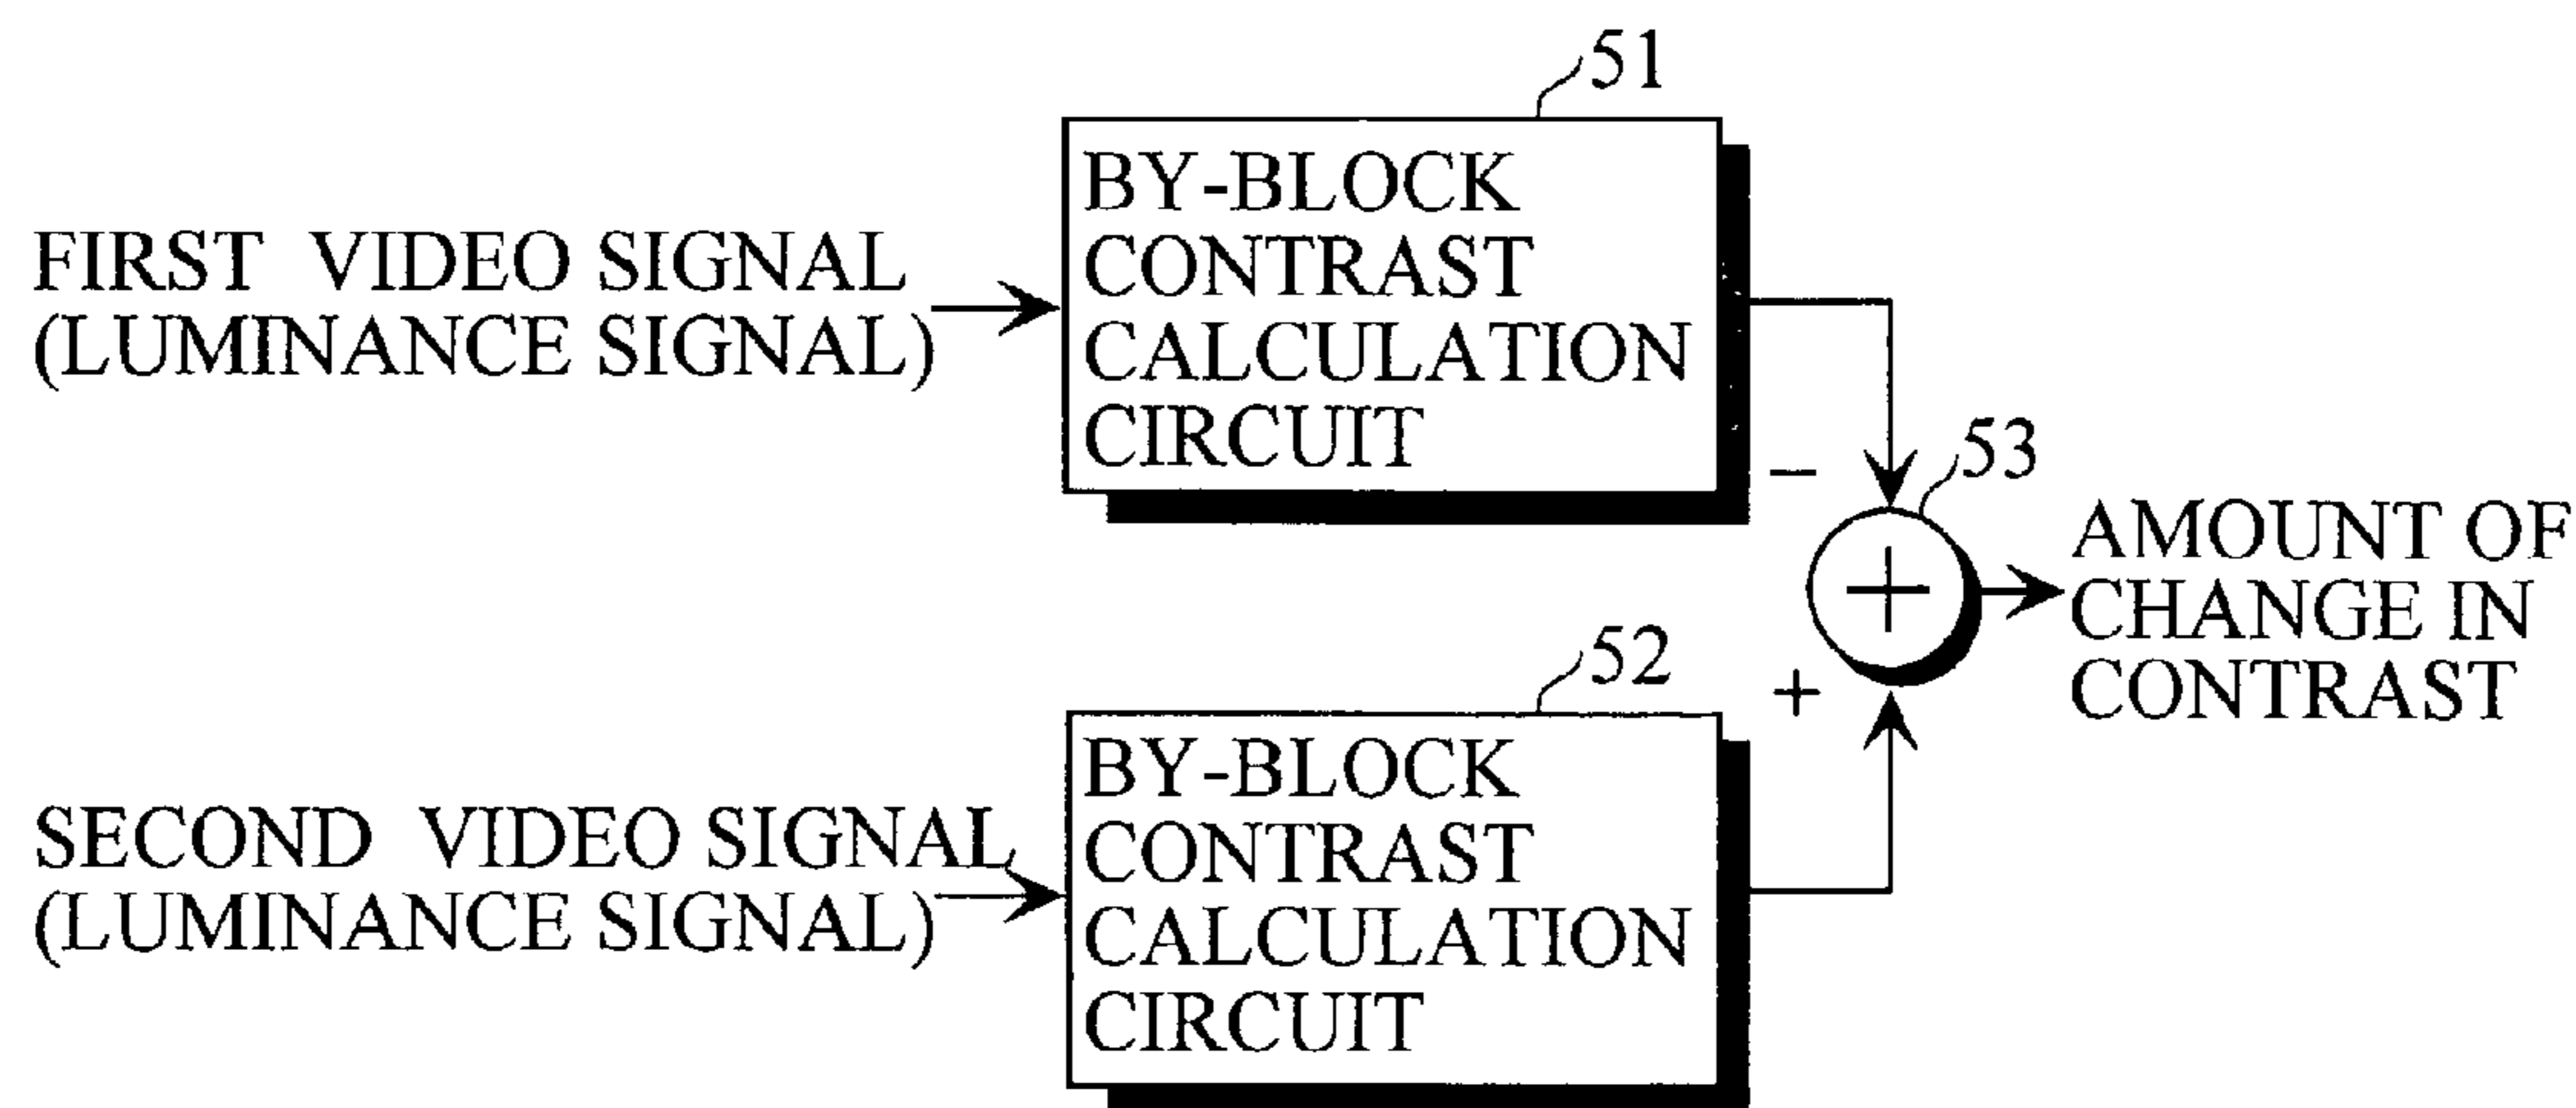 51
BY-BLOCK
CONTRAST
CALCULATION
CIRCUIT
FIRST VIDEO SIGNAL
(LUMINANCE SIGNAL)
−
53
+
AMOUNT OF
CHANGE IN
CONTRAST
+
52
BY-BLOCK
CONTRAST
CALCULATION
CIRCUIT
SECOND VIDEO SIGNAL
(LUMINANCE SIGNAL)